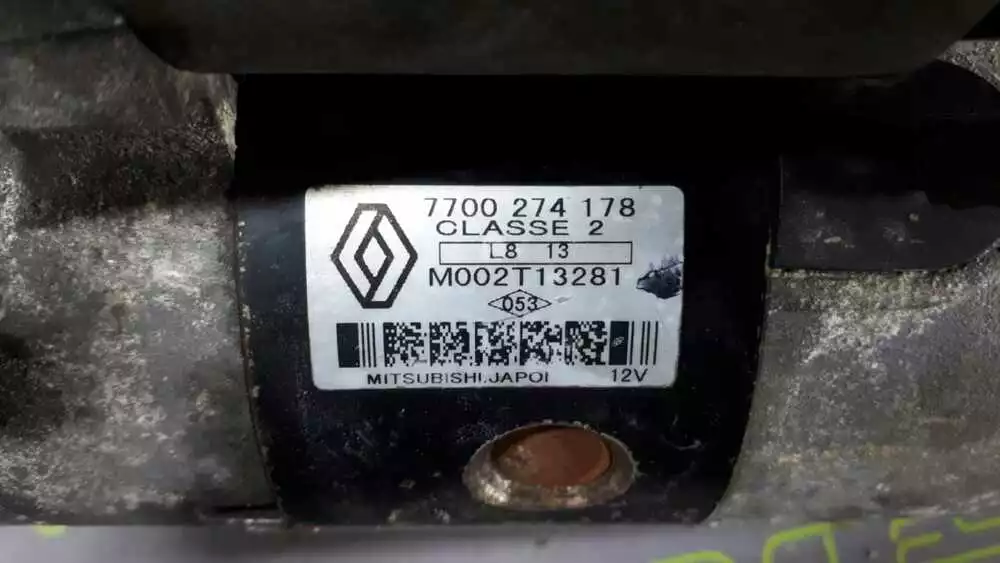 7700 274 178
CLASSE 2
L8 13
M002T13281
053
MITSUBISHI.JAPOI 12V